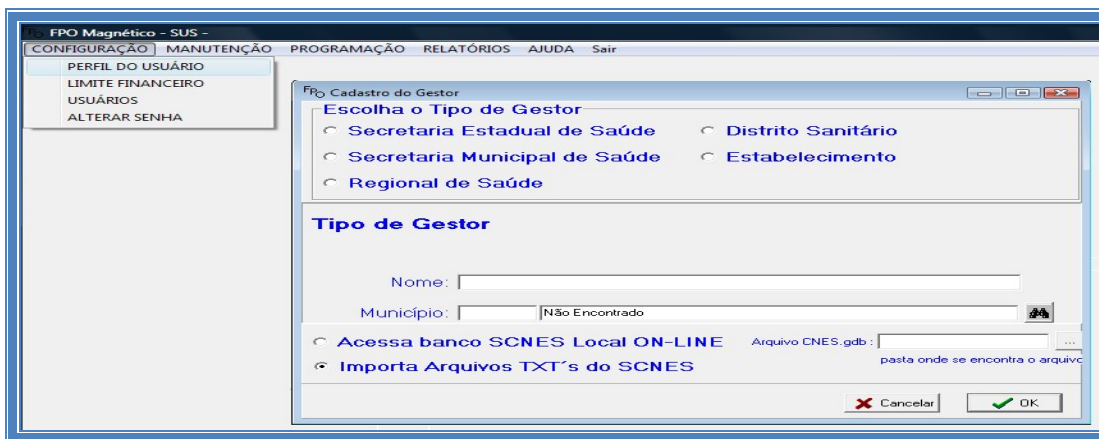 FPO Magnético - SUS -
CONFIGURAÇÃO MANUTENÇÃO PROGRAMAÇÃO RELATÓRIOS AJUDA Sair
PERFIL DO USUÁRIO
LIMITE FINANCEIRO
USUÁRIOS
ALTERAR SENHA
FPO Cadastro do Gestor
Escolha o Tipo de Gestor
Secretaria Estadual de Saúde Distrito Sanitário
Secretaria Municipal de Saúde Estabelecimento
Regional de Saúde
Tipo de Gestor
Nome:
Município: Não Encontrado
Acessa banco SCNES Local ON-LINE Arquivo CNES.gdb : ...
pasta onde se encontra o arquivo
Importa Arquivos TXT´s do SCNES
Cancelar OK